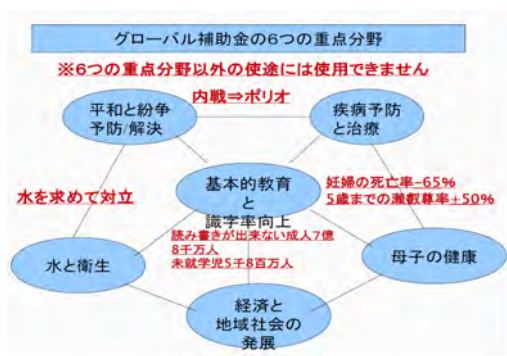 グローバル補助金の6つの重点分野
※6つの重点分野以外の使途には使用できません
内戦⇒ポリオ
平和と紛争
予防/解決
疾病予防
と治療
基本的教育
と
識字率向上
妊婦の死亡率-65%
5歳までの瀬叡尊率+50%
水を求めて対立
読み書きが出来ない成人7億
8千万人
未就学児5千8百万人
水と衛生
母子の健康
経済と
地域社会の
発展